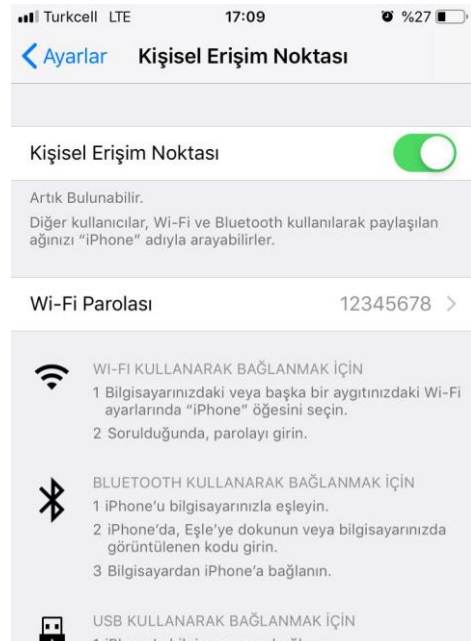 Turkcell LTE 17:09 %27
Ayarlar Kişisel Erişim Noktası
Kişisel Erişim Noktası
Artık Bulunabilir.
Diğer kullanıcılar, Wi-Fi ve Bluetooth kullanılarak paylaşılan
ağınızı “iPhone” adıyla arayabilirler.
Wi-Fi Parolası 12345678
WI-FI KULLANARAK BAĞLANMAK İÇİN
1 Bilgisayarınızdaki veya başka bir aygıtınızdaki Wi-Fi
ayarlarında “iPhone” öğesini seçin.
2 Sorulduğunda, parolayı girin.
BLUETOOTH KULLANARAK BAĞLANMAK İÇİN
1 iPhone’u bilgisayarınızla eşleyin.
2 iPhone’da, Eşle’ye dokunun veya bilgisayarınızda
görüntülenen kodu girin.
3 Bilgisayardan iPhone’a bağlanın.
USB KULLANARAK BAĞLANMAK İÇİN